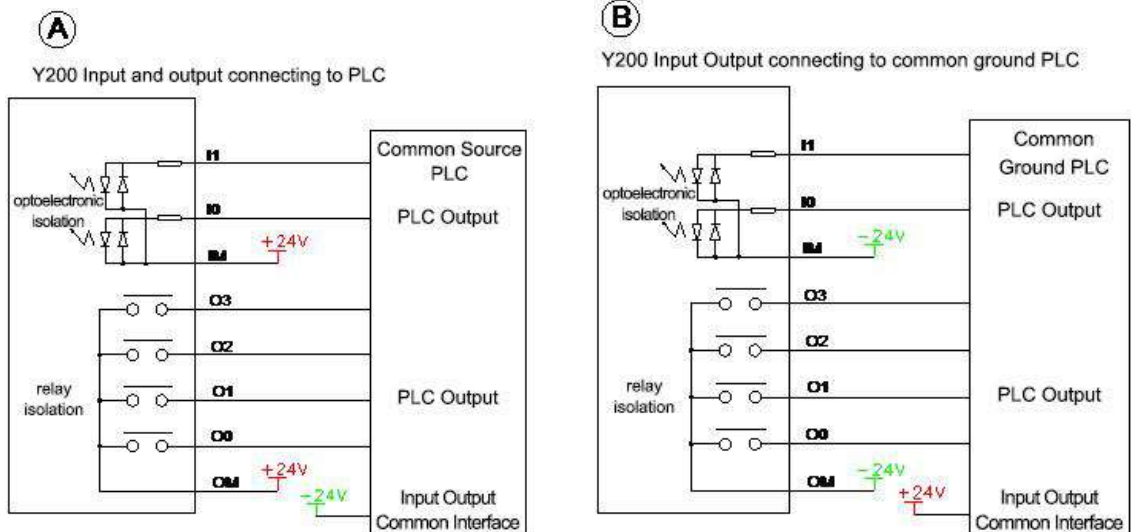 A
Y200 Input and output connecting to PLC
I1
Common Source
PLC
optoelectronic
isolation
I0
PLC Output
+24V
IM
O3
O2
relay
isolation
O1
PLC Output
O0
+24V
OM
-24V
Input Output
Common Interface
B
Y200 Input Output connecting to common ground PLC
I1
Common
Ground PLC
optoelectronic
isolation
I0
PLC Output
-24V
IM
O3
O2
relay
isolation
O1
PLC Output
O0
-24V
OM
+24V
Input Output
Common Interface